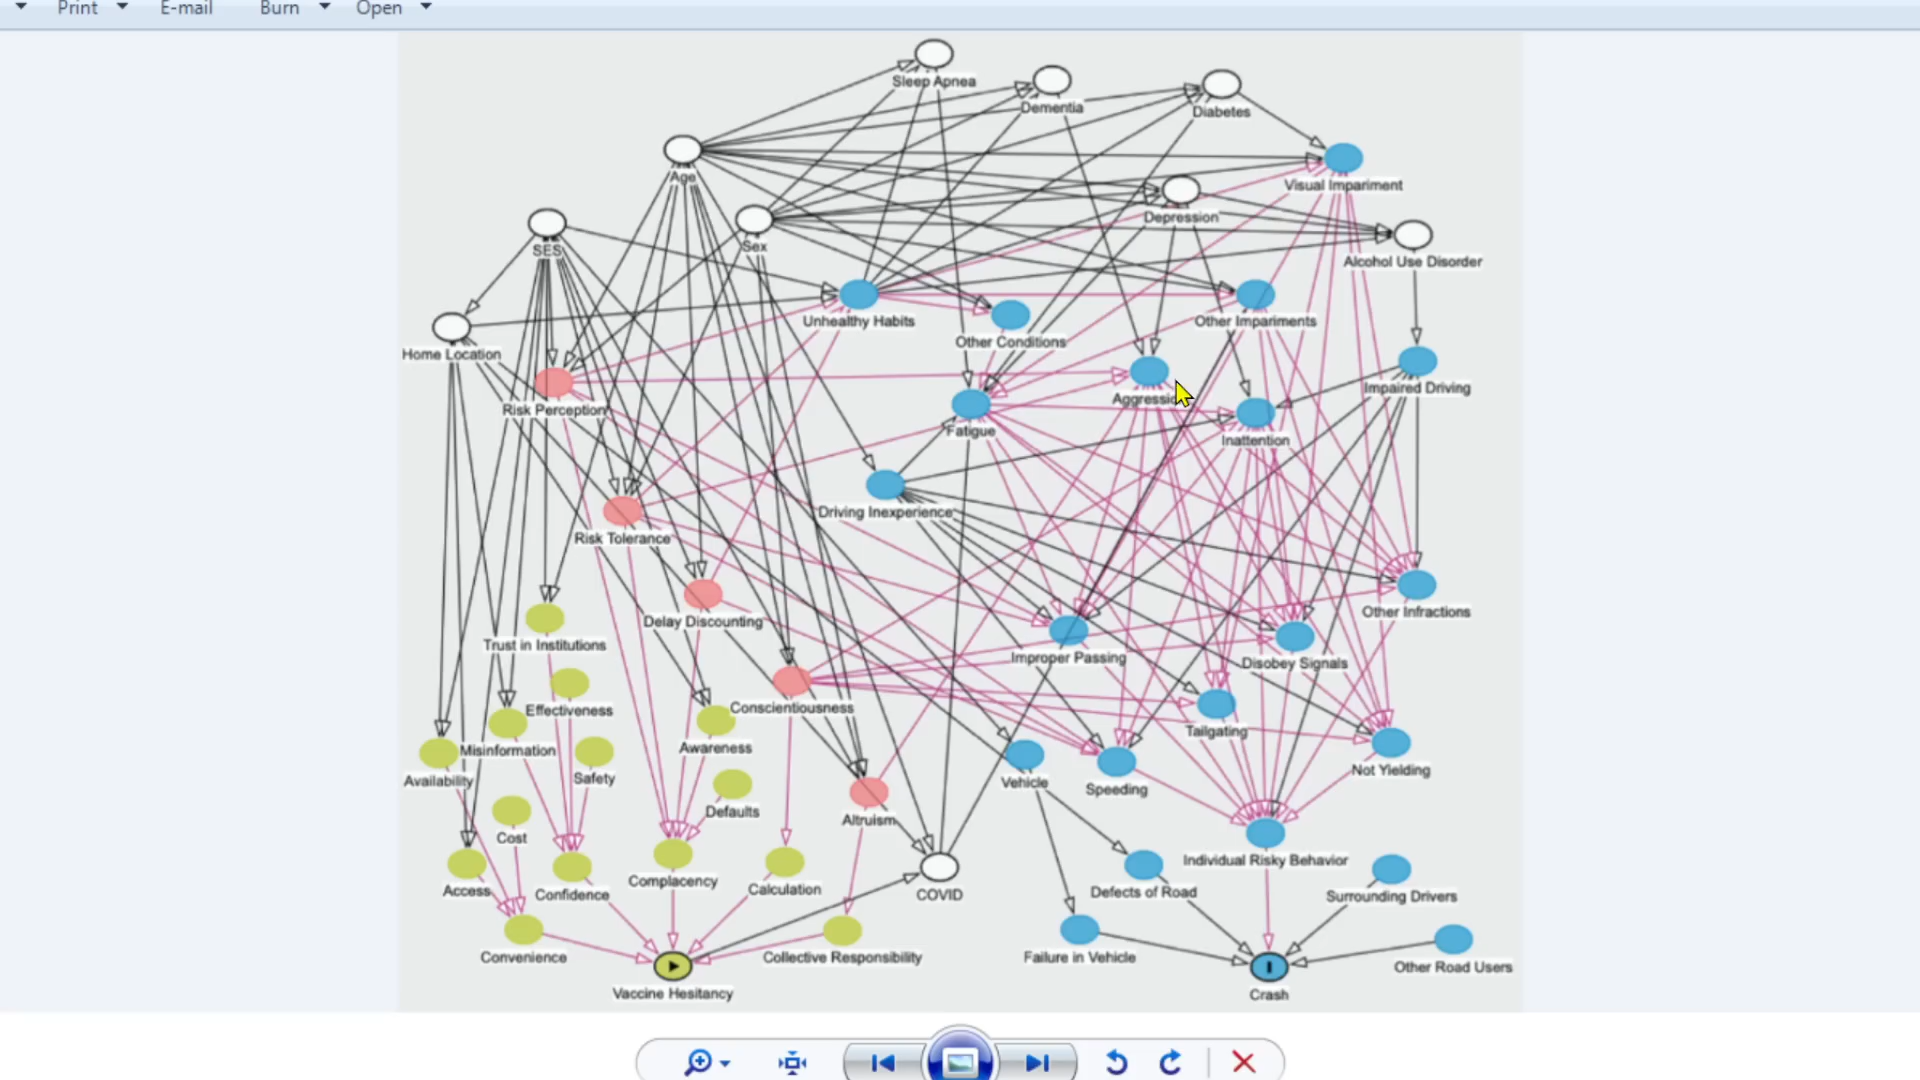 Print
E-mail
Burn
Open
Sleep Apnea
Dementia
Diabetes
Age
Visual Impariment
Depression
SES
Sex
Alcohol Use Disorder
Unhealthy Habits
Other Conditions
Other Impariments
Home Location
Risk Perception
Aggression
Impaired Driving
Fatigue
Inattention
Risk Tolerance
Driving Inexperience
Delay Discounting
Other Infractions
Trust in Institutions
Improper Passing
Disobey Signals
Effectiveness
Conscientiousness
Misinformation
Awareness
Tailgating
Availability
Safety
Vehicle
Speeding
Not Yielding
Cost
Defaults
Altruism
Individual Risky Behavior
Access
Confidence
Complacency
Calculation
COVID
Defects of Road
Surrounding Drivers
Convenience
Collective Responsibility
Failure in Vehicle
Other Road Users
Vaccine Hesitancy
Crash